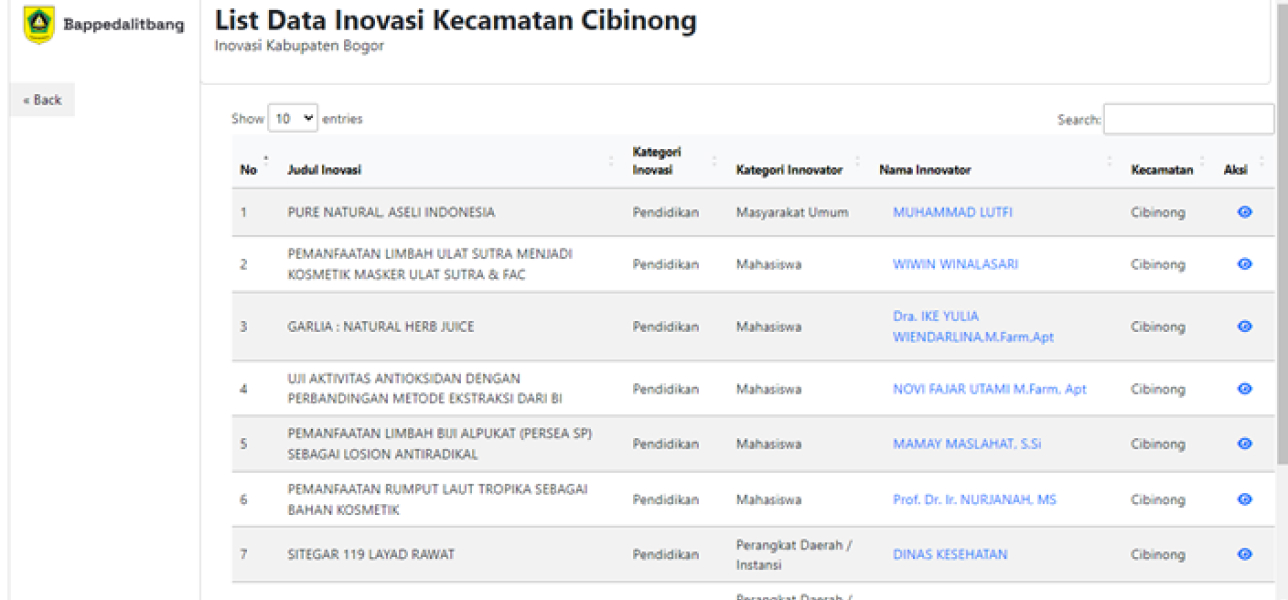 Bappedalitbang
List Data Inovasi Kecamatan Cibinong
Inovasi Kabupaten Bogor
« Back
Show 10 entries
Search:
No Judul Inovasi Kategori Inovasi Kategori Innovator Nama Innovator Kecamatan Aksi
1 PURE NATURAL, ASELI INDONESIA Pendidikan Masyarakat Umum MUHAMMAD LUTFI Cibinong
2 PEMANFAATAN LIMBAH ULAT SUTRA MENJADI
KOSMETIK MASKER ULAT SUTRA & FAC Pendidikan Mahasiswa WIWIN WINALASARI Cibinong
3 GARLIA : NATURAL HERB JUICE Pendidikan Mahasiswa Dra. IKE YULIA
WIENDARLINA,M.Farm,Apt Cibinong
4 UJI AKTIVITAS ANTIOKSIDAN DENGAN
PERBANDINGAN METODE EKSTRAKSI DARI BI Pendidikan Mahasiswa NOVI FAJAR UTAMI M.Farm, Apt Cibinong
5 PEMANFAATAN LIMBAH BIJI ALPUKAT (PERSEA SP)
SEBAGAI LOSION ANTIRADIKAL Pendidikan Mahasiswa MAMAY MASLAHAT, S.Si Cibinong
6 PEMANFAATAN RUMPUT LAUT TROPIKA SEBAGAI
BAHAN KOSMETIK Pendidikan Mahasiswa Prof. Dr. Ir. NURJANAH, MS Cibinong
7 SITEGAR 119 LAYAD RAWAT Pendidikan Perangkat Daerah /
Instansi DINAS KESEHATAN Cibinong
Perangkat Daerah /